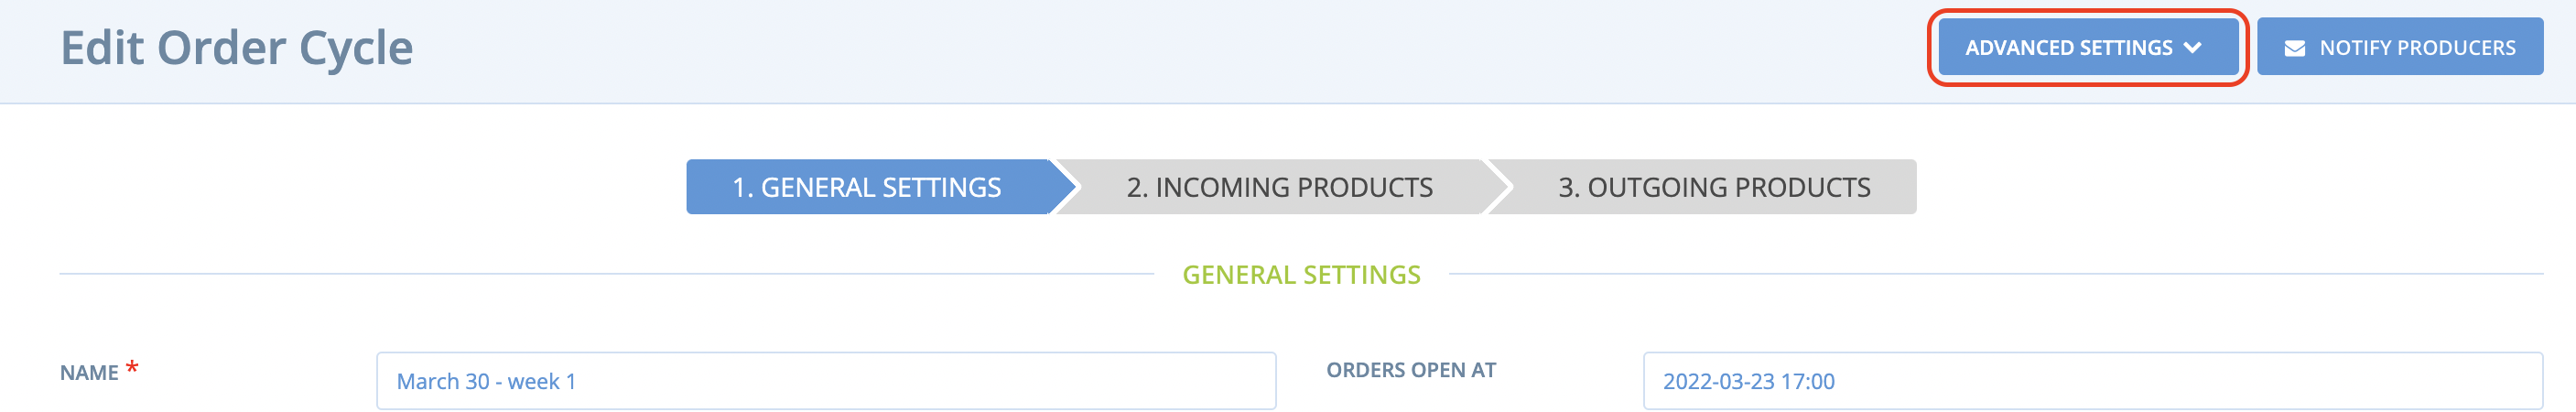 Edit Order Cycle
ADVANCED SETTINGS
NOTIFY PRODUCERS
1. GENERAL SETTINGS
2. INCOMING PRODUCTS
3. OUTGOING PRODUCTS
GENERAL SETTINGS
NAME *
March 30 - week 1
ORDERS OPEN AT
2022-03-23 17:00